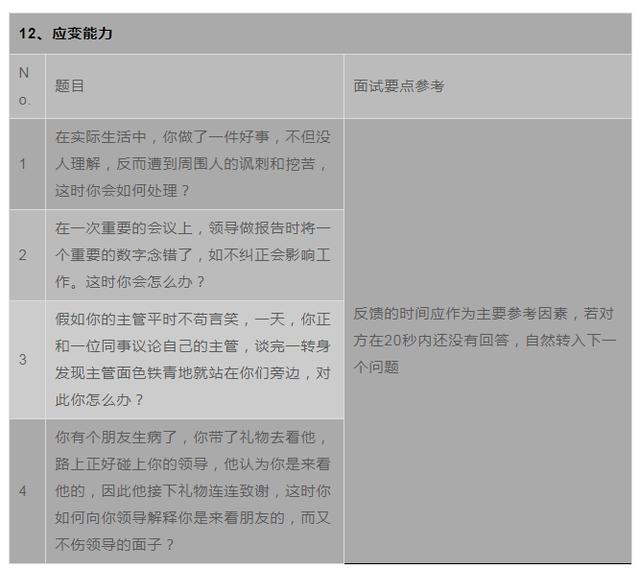 12、应变能力
N
o.
题目
面试要点参考
1
在实际生活中，你做了一件好事，不但没
人理解，反而遭到周围人的讽刺和挖苦，
这时你会如何处理？
2
在一次重要的会议上，领导做报告时将一
个重要的数字念错了，如不纠正会影响工
作。这时你会怎么办？
3
假如你的主管平时不苟言笑，一天，你正
和一位同事议论自己的主管，谈完一转身
发现主管面色铁青地就站在你们旁边，对
此你怎么办？
4
你有个朋友生病了，你带了礼物去看他，
路上正好碰上你的领导，他认为你是来看
他的，因此他接下礼物连连致谢，这时你
如何向你领导解释你是来看朋友的，而又
不伤领导的面子？
反馈的时间应作为主要参考因素，若对
方在20秒内还没有回答，自然转入下一
个问题